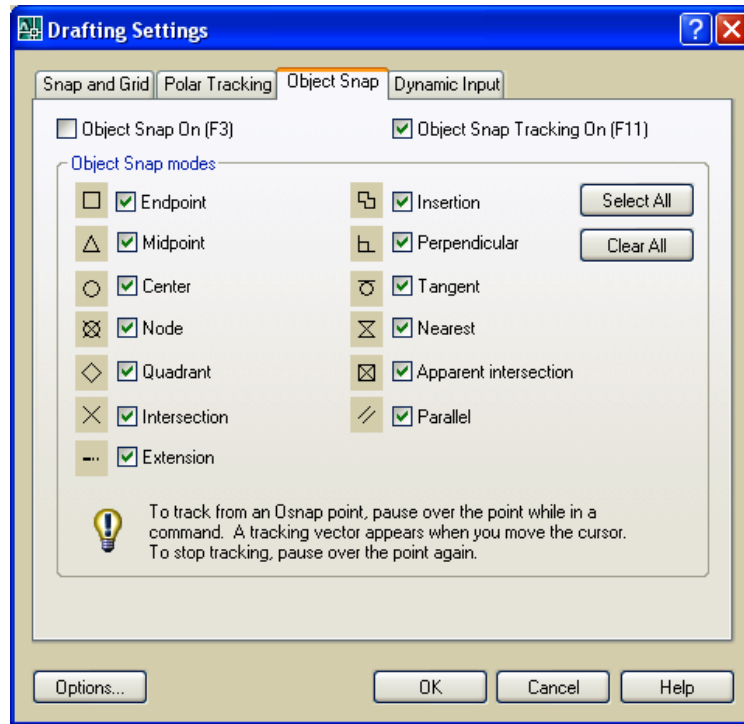 Drafting Settings
Snap and Grid
Polar Tracking
Object Snap
Dynamic Input
Object Snap On (F3)
Object Snap Tracking On (F11)
Object Snap modes
Endpoint
Midpoint
Center
Node
Quadrant
Intersection
Extension
Insertion
Perpendicular
Tangent
Nearest
Apparent intersection
Parallel
Select All
Clear All
To track from an Osnap point, pause over the point while in a
command. A tracking vector appears when you move the cursor.
To stop tracking, pause over the point again.
Options...
OK
Cancel
Help